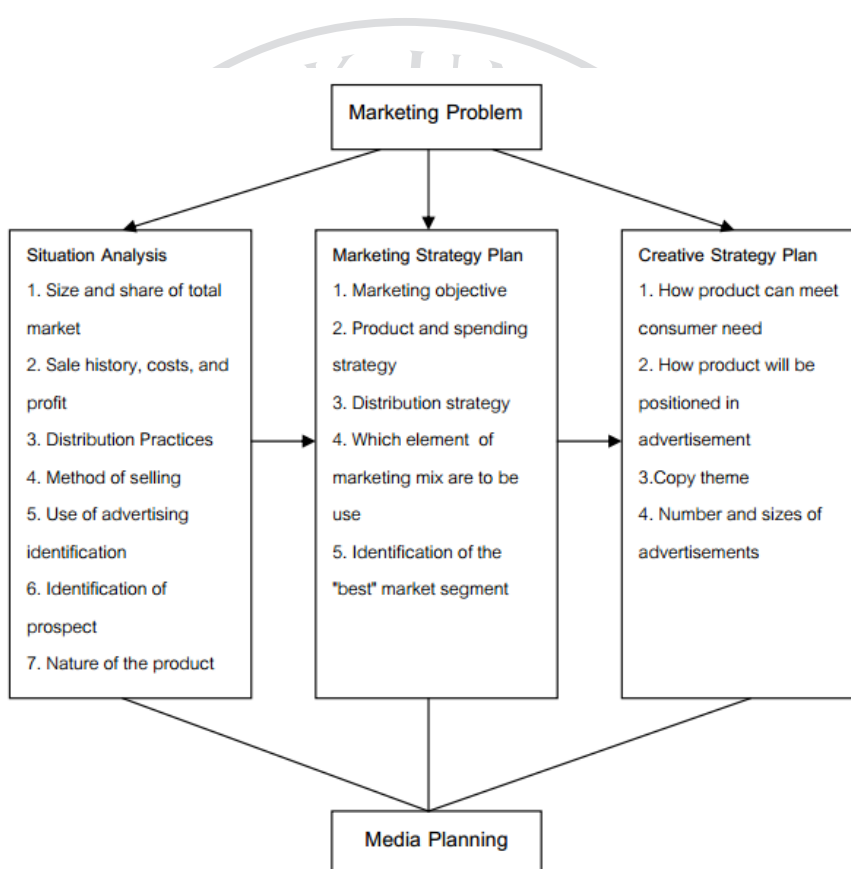 Marketing Problem
Situation Analysis
1. Size and share of total
market
2. Sale history, costs, and
profit
3. Distribution Practices
4. Method of selling
5. Use of advertising
identification
6. Identification of
prospect
7. Nature of the product
Marketing Strategy Plan
1. Marketing objective
2. Product and spending
strategy
3. Distribution strategy
4. Which element of
marketing mix are to be
use
5. Identification of the
"best" market segment
Creative Strategy Plan
1. How product can meet
consumer need
2. How product will be
positioned in
advertisement
3.Copy theme
4. Number and sizes of
advertisements
Media Planning